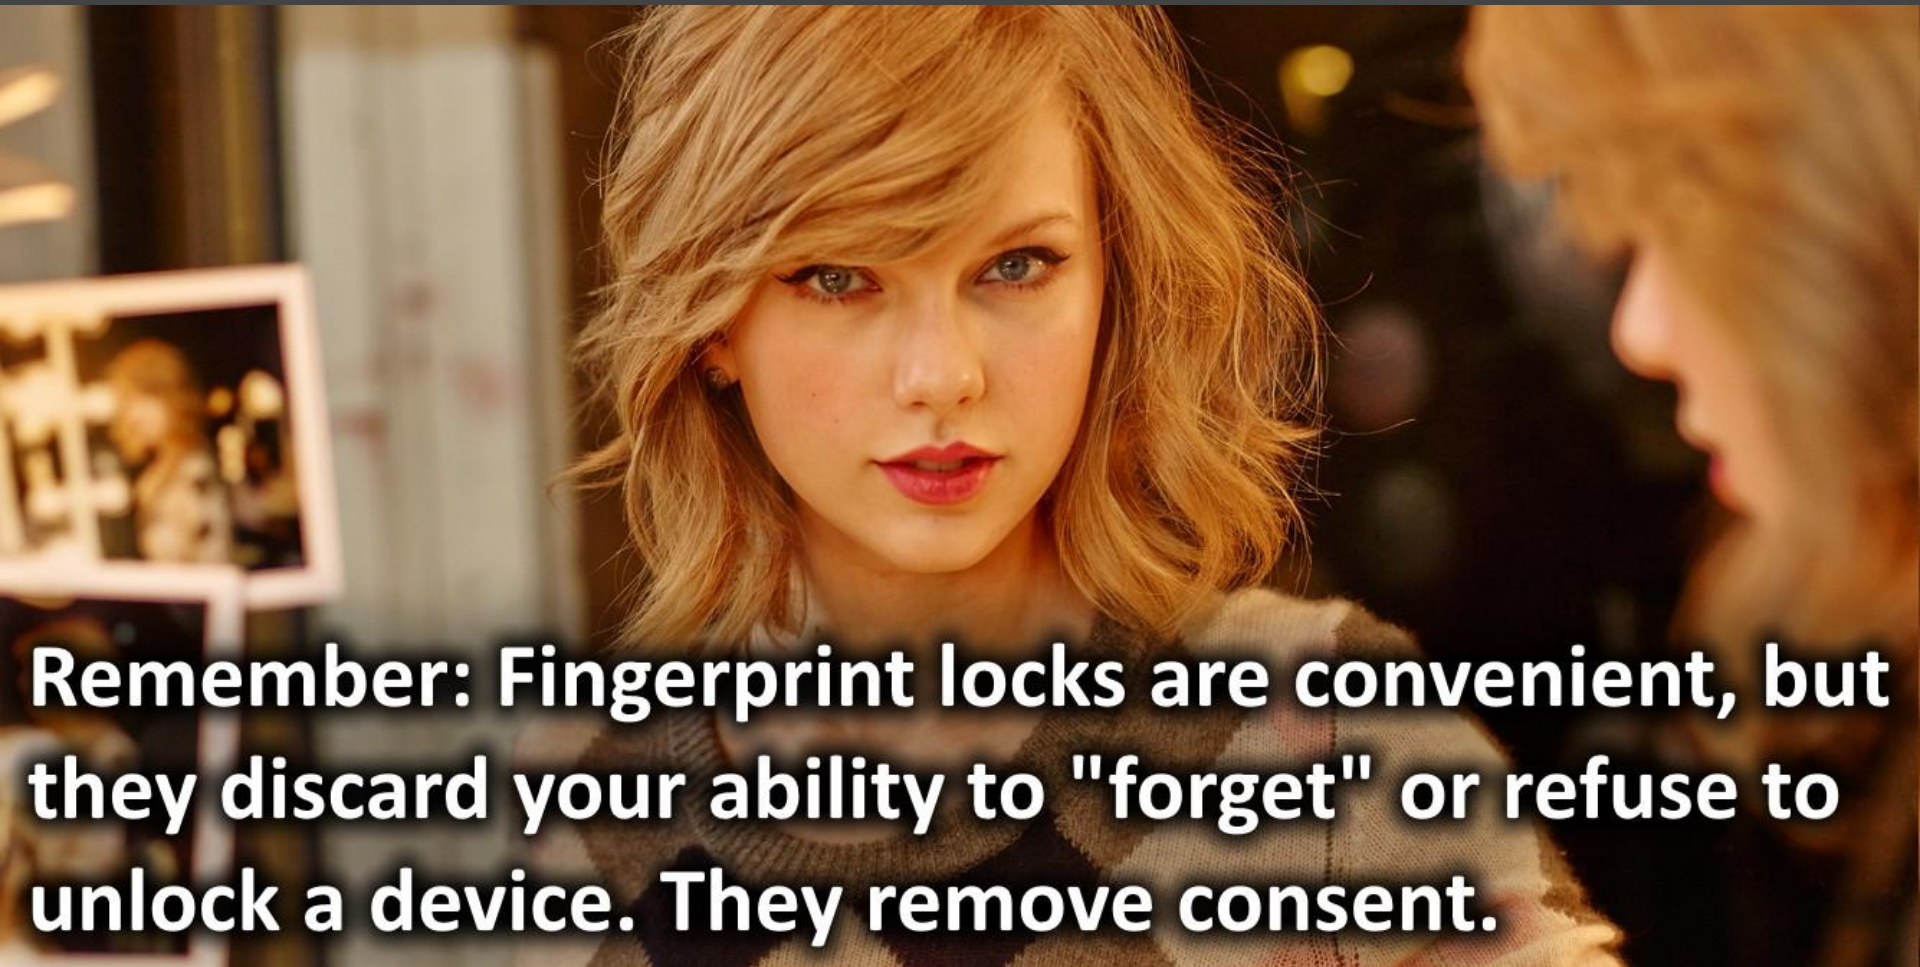 Remember: Fingerprint locks are convenient, but
they discard your ability to "forget" or refuse to
unlock a device. They remove consent.